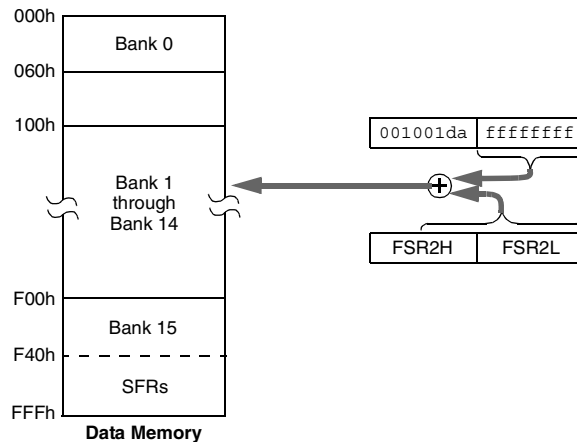 000h
Bank 0
060h
100h
001001da ffffffff
Bank 1
through
Bank 14
FSR2H FSR2L
F00h
Bank 15
F40h
SFRs
FFFh
Data Memory